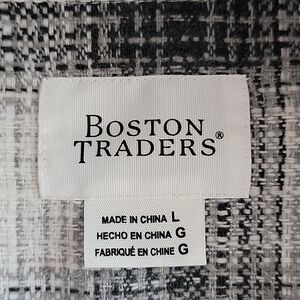 BOSTON
TRADERS®
MADE IN CHINA L
HECHO EN CHINA G
FABRIQUÉ EN CHINE G